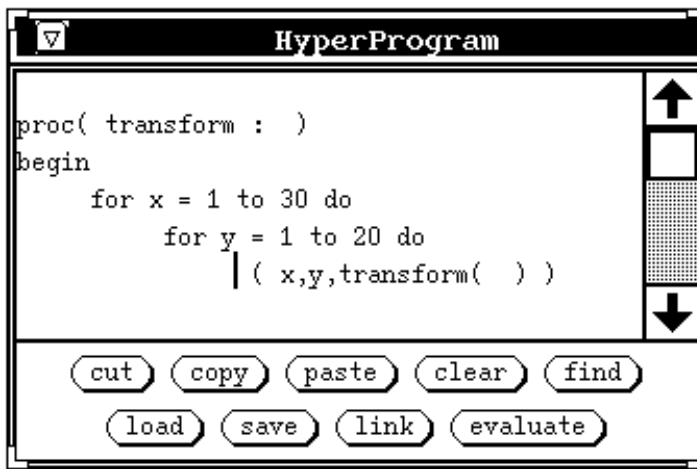 HyperProgram
proc( transform :  )
begin
for x = 1 to 30 do
for y = 1 to 20 do
( x,y,transform(  ) )
cut copy paste clear find
load save link evaluate